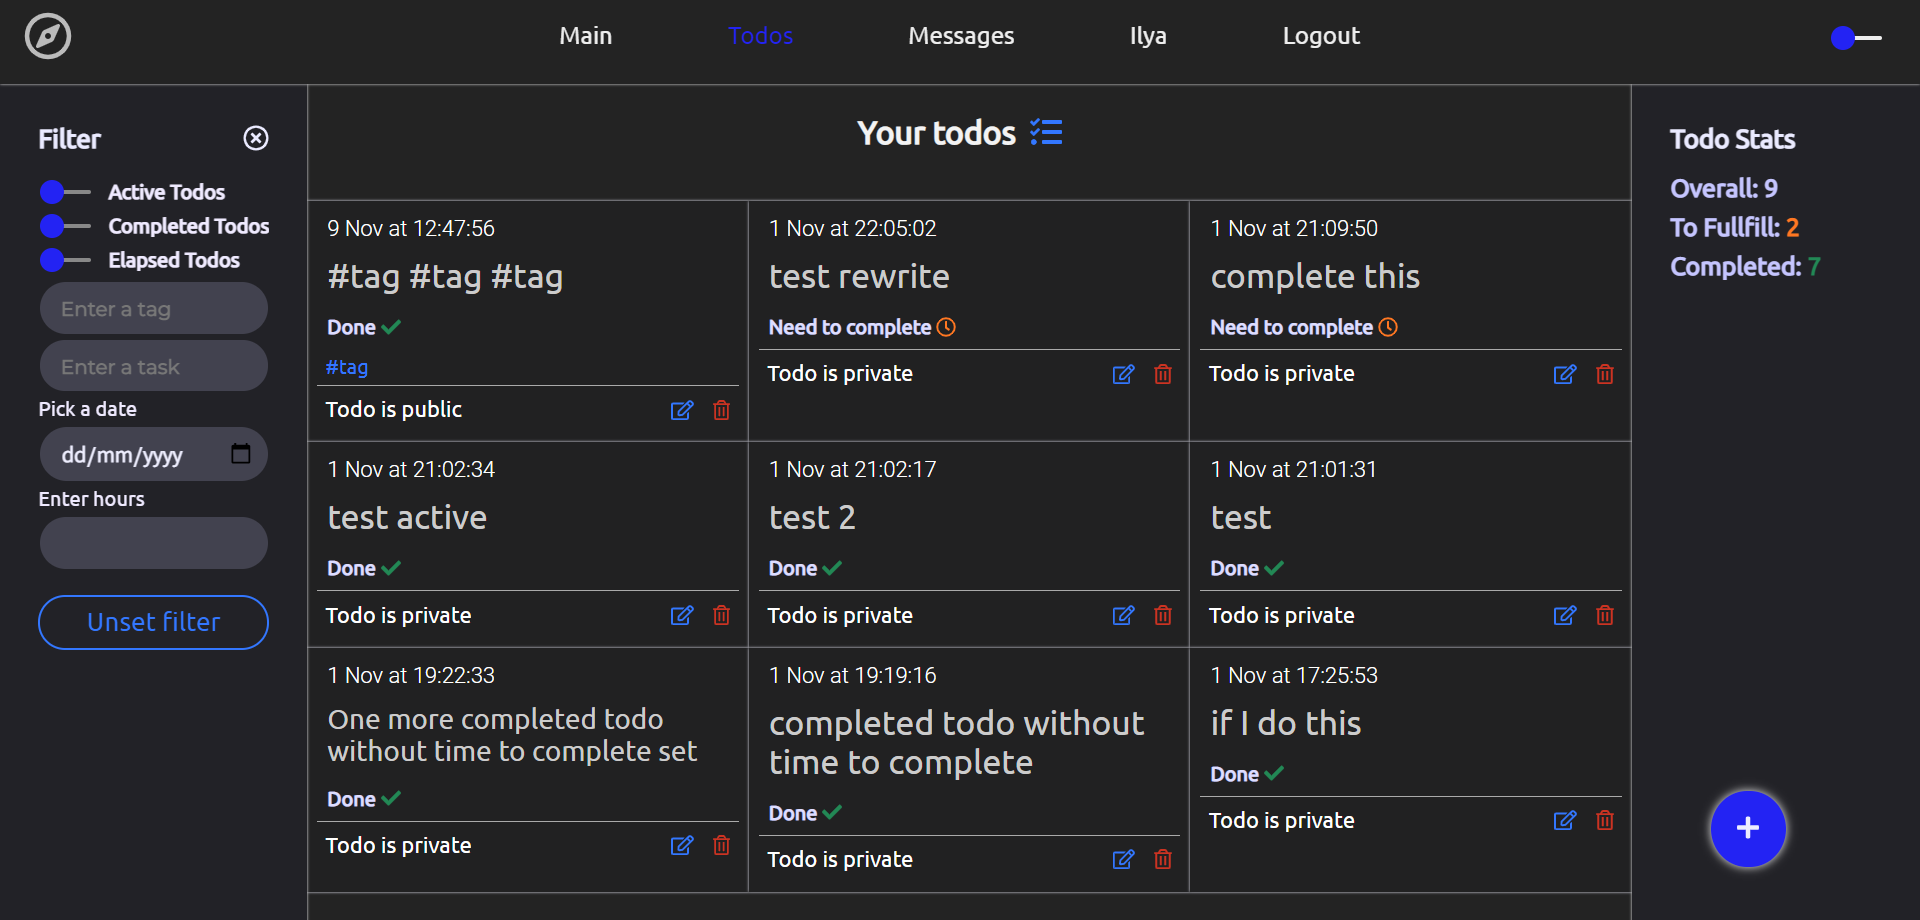 Main
Todos
Messages
Ilya
Logout
Filter
Active Todos
Completed Todos
Elapsed Todos
Enter a tag
Enter a task
Pick a date
dd/mm/yyyy
Enter hours
Unset filter
Your todos
9 Nov at 12:47:56
#tag #tag #tag
Done
#tag
Todo is public
1 Nov at 22:05:02
test rewrite
Need to complete
Todo is private
1 Nov at 21:09:50
complete this
Need to complete
Todo is private
1 Nov at 21:02:34
test active
Done
Todo is private
1 Nov at 21:02:17
test 2
Done
Todo is private
1 Nov at 21:01:31
test
Done
Todo is private
1 Nov at 19:22:33
One more completed todo
without time to complete set
Done
Todo is private
1 Nov at 19:19:16
completed todo without
time to complete
Done
Todo is private
1 Nov at 17:25:53
if I do this
Done
Todo is private
Todo Stats
Overall: 9
To Fullfill: 2
Completed: 7